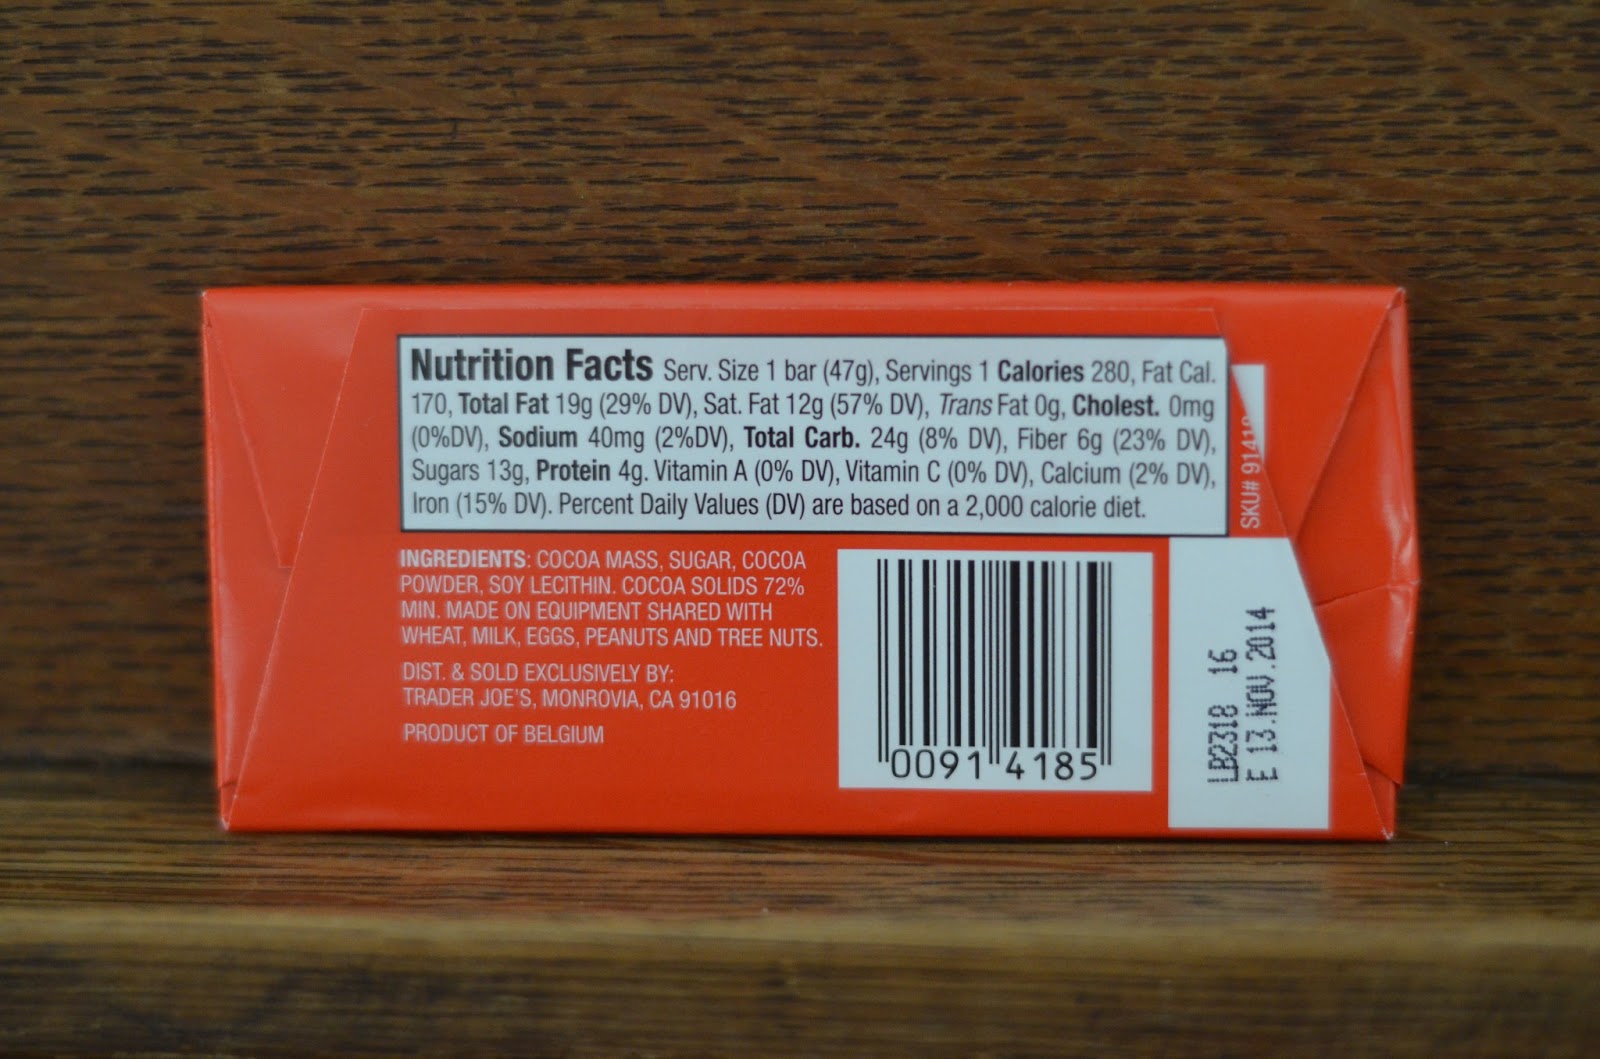 Nutrition Facts Serv. Size 1 bar (47g), Servings 1 Calories 280, Fat Cal.
170, Total Fat 19g (29% DV), Sat. Fat 12g (57% DV), Trans Fat 0g, Cholest. 0mg
(0%DV), Sodium 40mg (2%DV), Total Carb. 24g (8% DV), Fiber 6g (23% DV),
Sugars 13g, Protein 4g. Vitamin A (0% DV), Vitamin C (0% DV), Calcium (2% DV),
Iron (15% DV). Percent Daily Values (DV) are based on a 2,000 calorie diet.
INGREDIENTS: COCOA MASS, SUGAR, COCOA
POWDER, SOY LECITHIN. COCOA SOLIDS 72%
MIN. MADE ON EQUIPMENT SHARED WITH
WHEAT, MILK, EGGS, PEANUTS AND TREE NUTS.
DIST. & SOLD EXCLUSIVELY BY:
TRADER JOE'S, MONROVIA, CA 91016
PRODUCT OF BELGIUM
0091 4185
SKU#
LB2318 16
E 13.NOV.2014